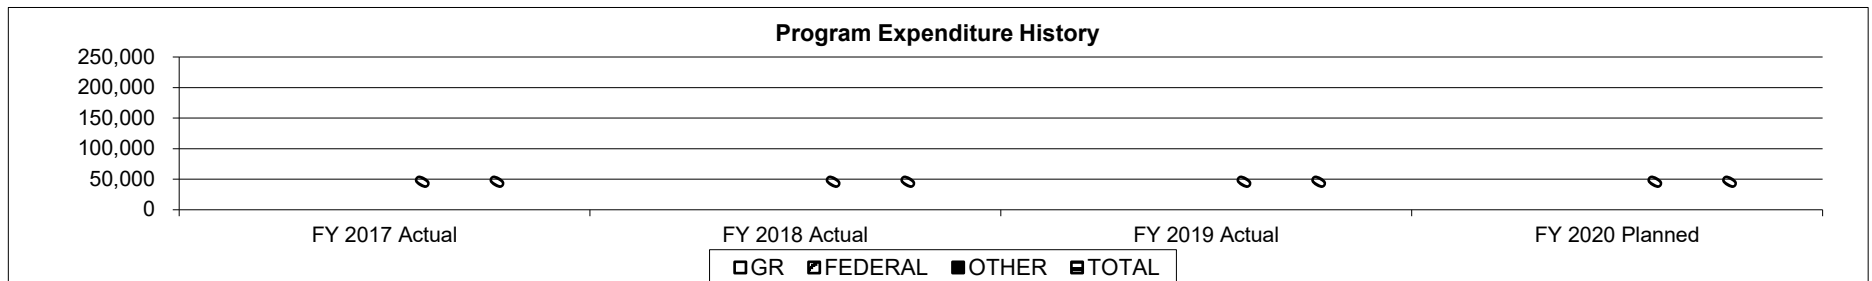 Program Expenditure History
250,000
200,000
150,000
100,000
50,000
0
0 0 0 0 0 0 0 0
FY 2017 Actual FY 2018 Actual FY 2019 Actual FY 2020 Planned
GR FEDERAL OTHER TOTAL